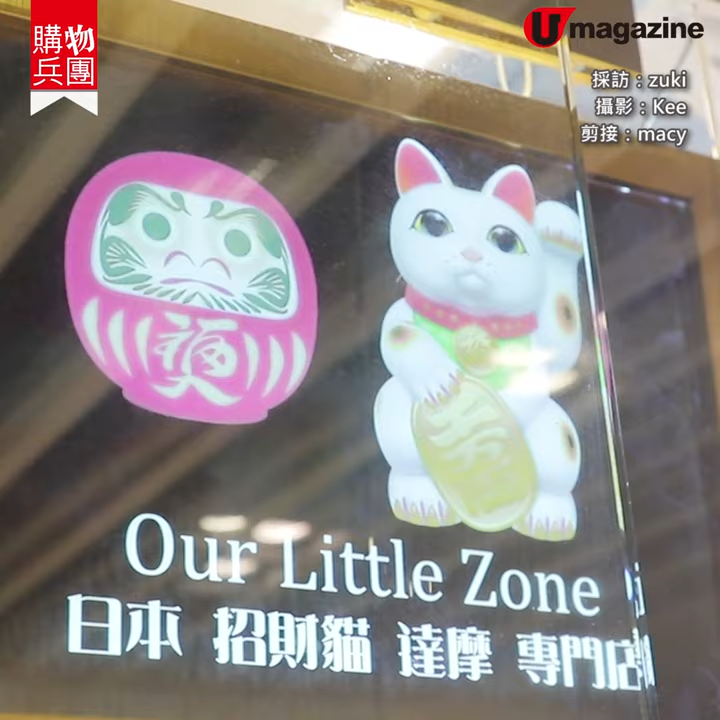 購物
兵團
U magazine
採訪：zuki
攝影：Kee
剪接：macy
福
Our Little Zone
日本 招財貓 達摩 專門店